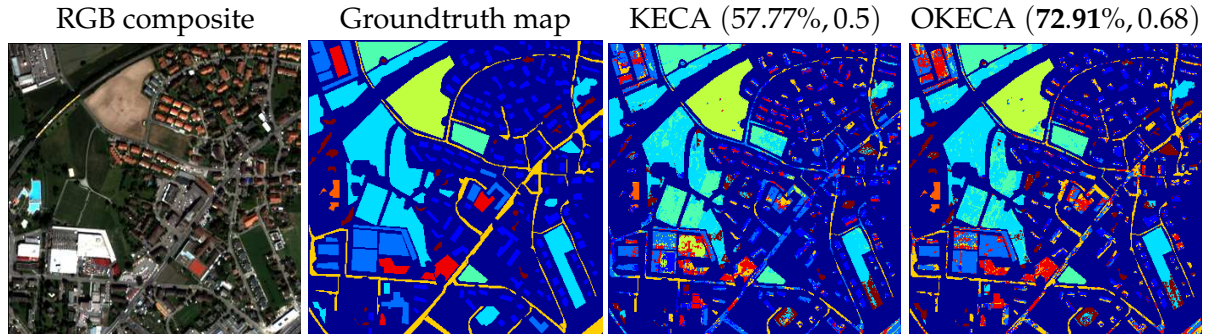 RGB composite
Groundtruth map
KECA (57.77%, 0.5)
OKECA (72.91%, 0.68)